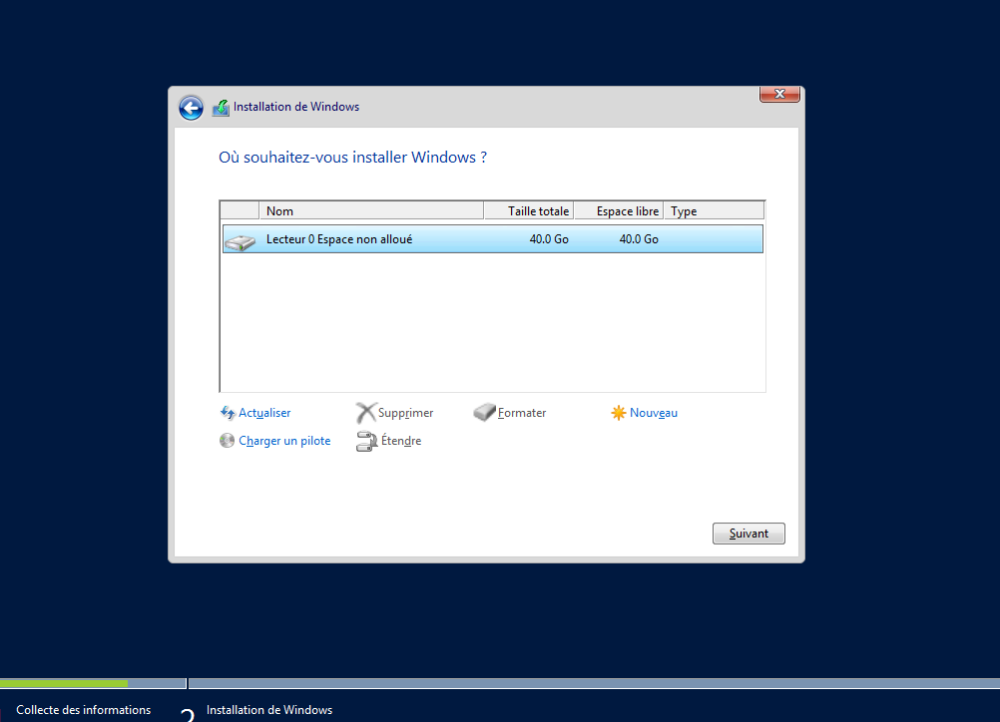 Installation de Windows
Où souhaitez-vous installer Windows ?
Nom Taille totale Espace libre Type
Lecteur 0 Espace non alloué 40.0 Go 40.0 Go
Actualiser Supprimer Formater Nouveau
Charger un pilote Étendre
Suivant
Collecte des informations 2 Installation de Windows